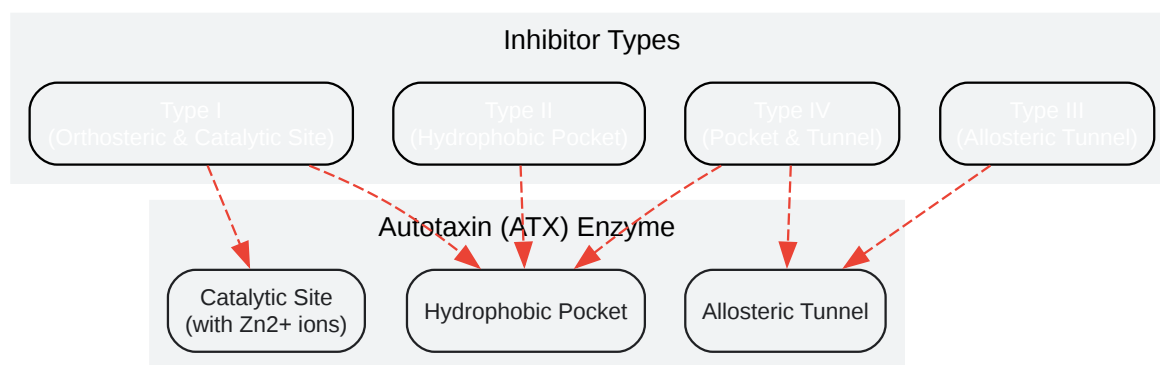 Inhibitor Types
Type I
(Orthosteric & Catalytic Site)
Type II
(Hydrophobic Pocket)
Type IV
(Pocket & Tunnel)
Type III
(Allosteric Tunnel)
Autotaxin (ATX) Enzyme
Catalytic Site
(with Zn2+ ions)
Hydrophobic Pocket
Allosteric Tunnel